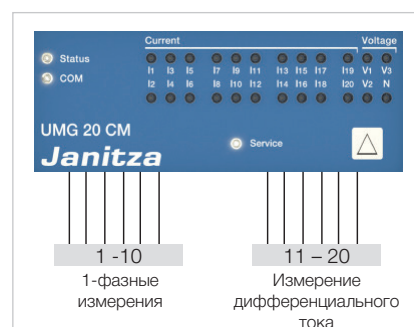 Current Voltage
Status
COM
I1 I3 I5 I7 I9 I11 I13 I15 I17 I19 V1 V3
I2 I4 I6 I8 I10 I12 I14 I16 I18 I20 V2 N
UMG 20 CM
Janitza
Service
1 -10
11 – 20
1-фазные
измерения
Измерение
дифференциального
тока